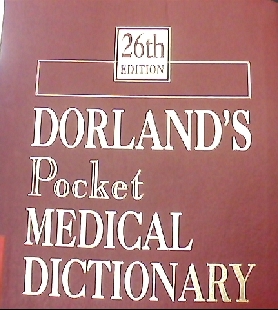 26th
EDITION
DORLAND'S
Pocket
MEDICAL
DICTIONARY